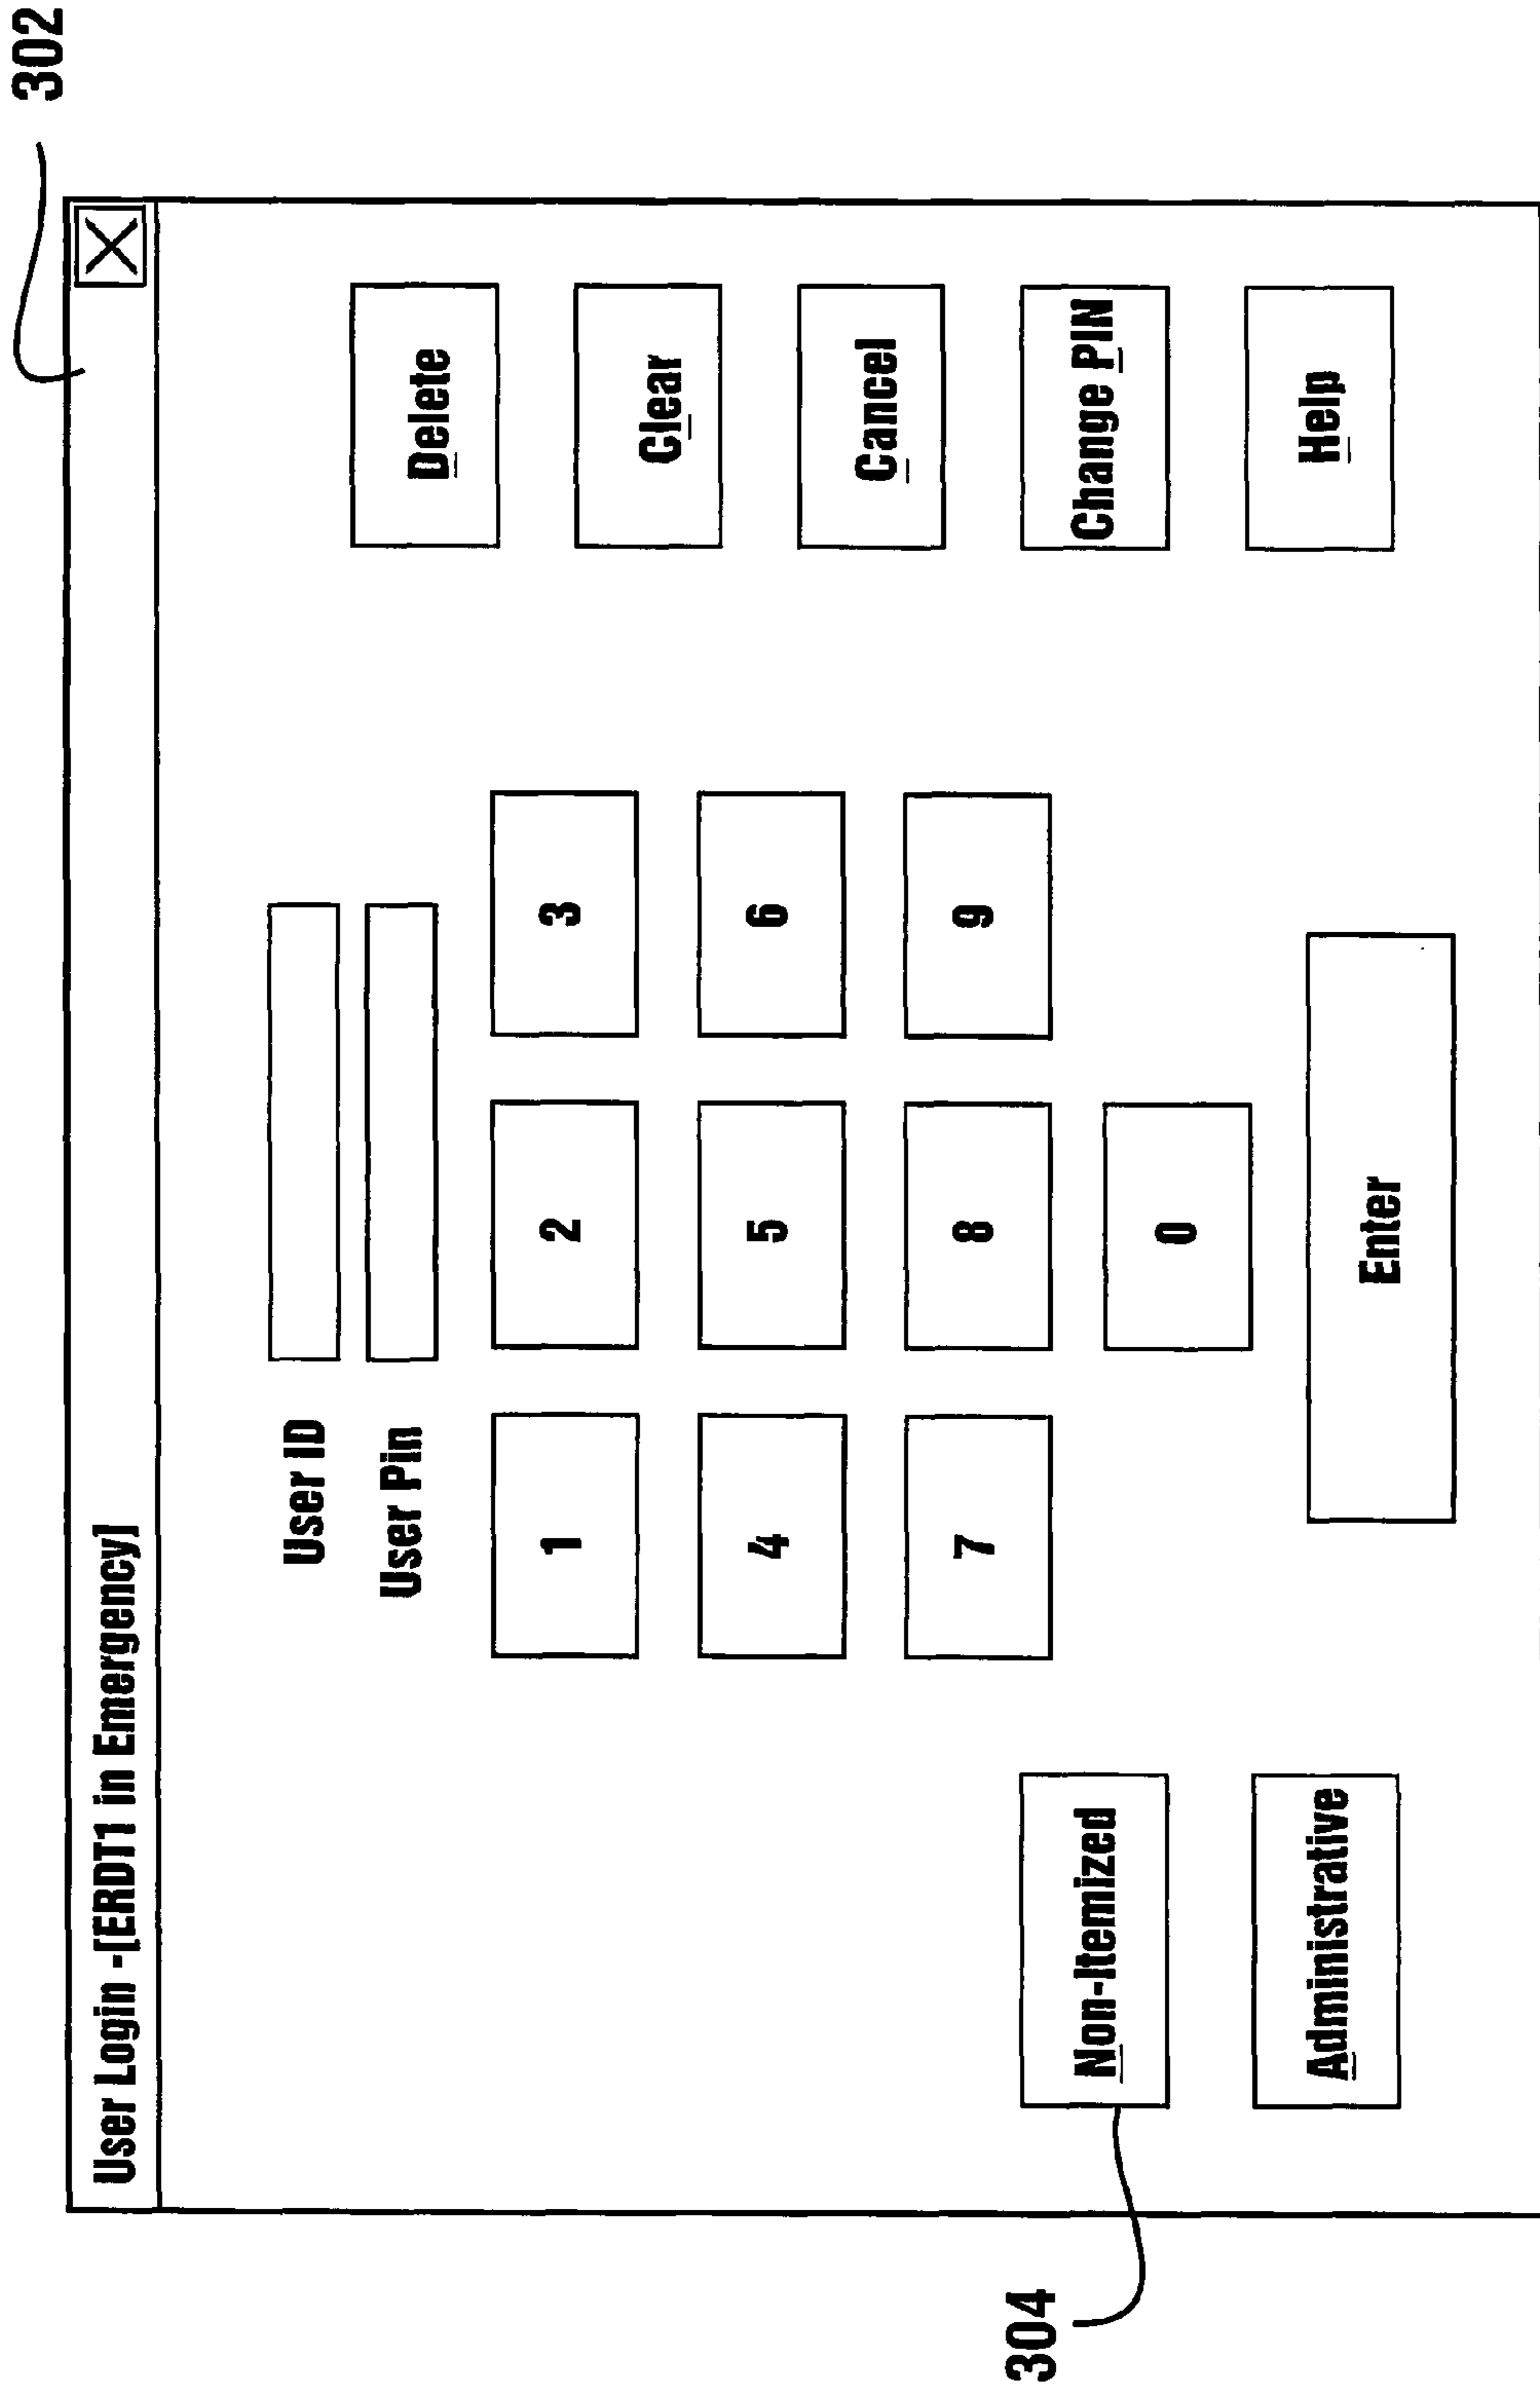 302
User Login -[ERDT1 in Emergency]
User ID
User Pin
Delete
1 2 3
Clear
4 5 6
Cancel
7 8 9
304
Non-Itemized
Change PIN
0
Administrative
Enter
Help